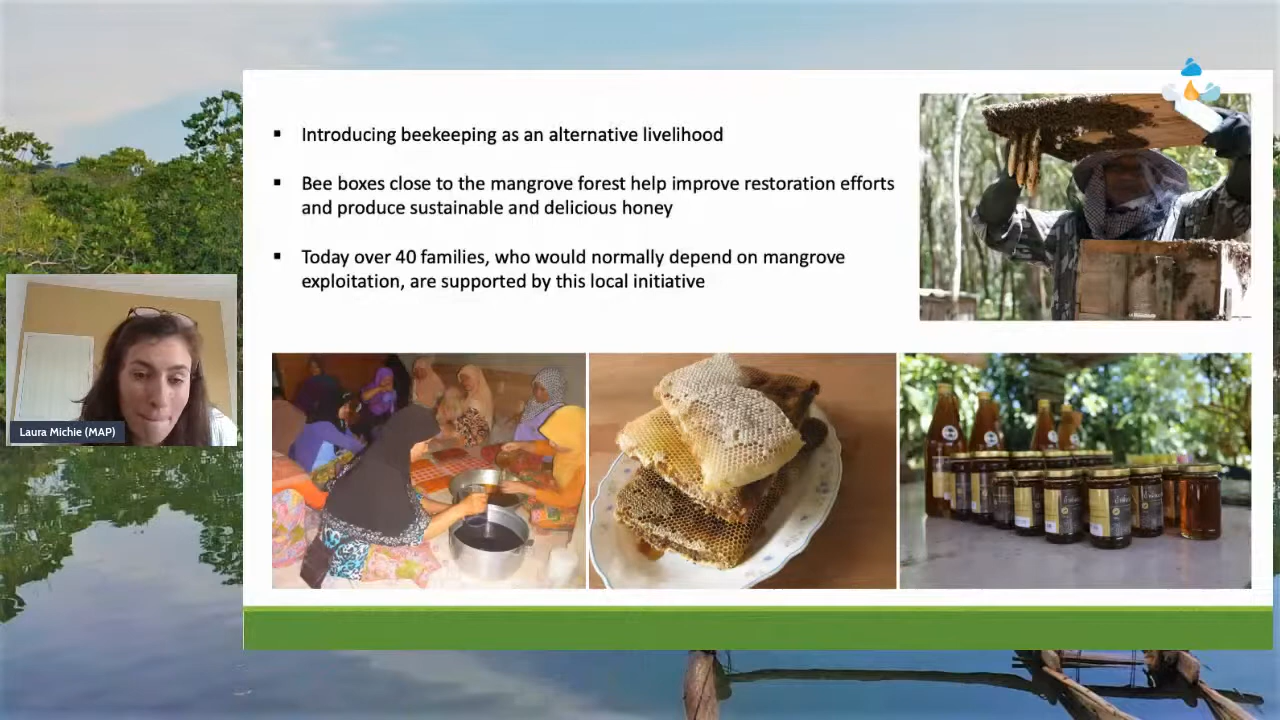 Introducing beekeeping as an alternative livelihood
Bee boxes close to the mangrove forest help improve restoration efforts
and produce sustainable and delicious honey
Today over 40 families, who would normally depend on mangrove
exploitation, are supported by this local initiative
Laura Michie (MAP)